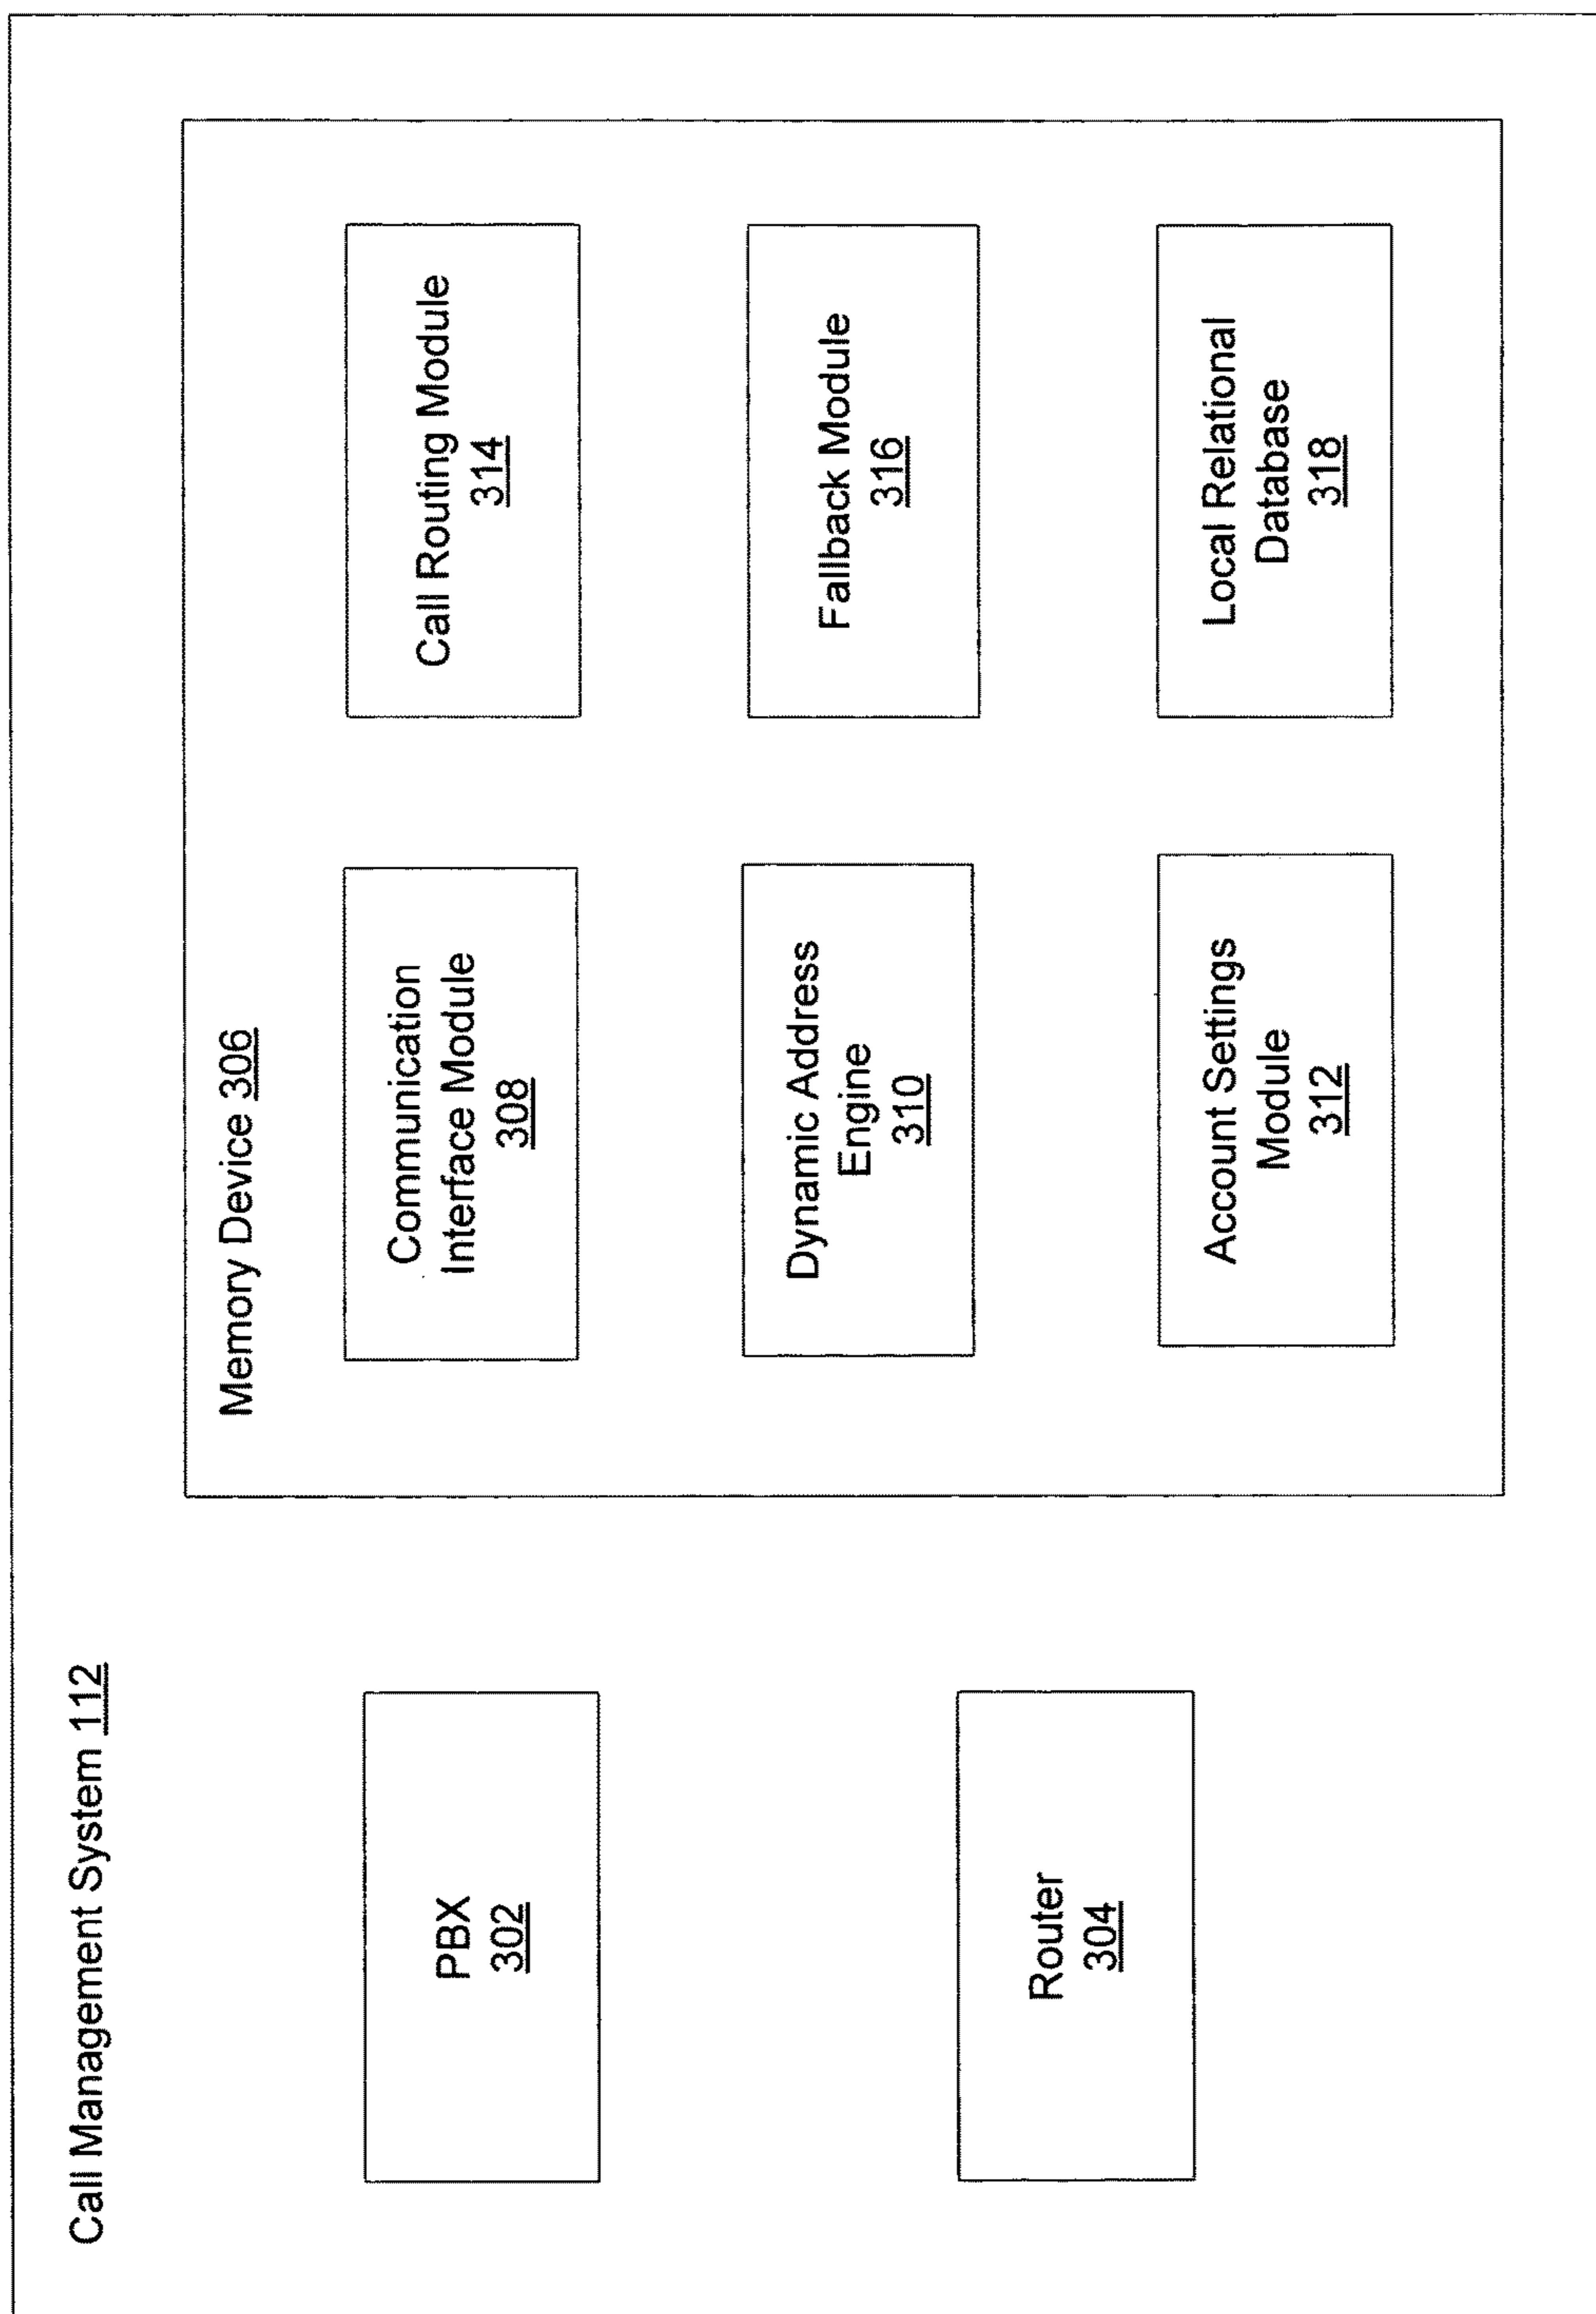 Call Management System 112
PBX
302
Router
304
Memory Device 306
Communication
Interface Module
308
Dynamic Address
Engine
310
Account Settings
Module
312
Call Routing Module
314
Fallback Module
316
Local Relational
Database
318